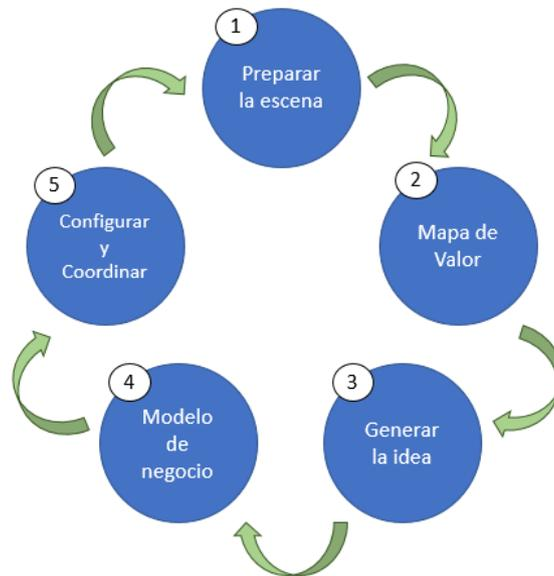 1
Preparar
la escena
2
Mapa de
Valor
3
Generar
la idea
4
Modelo
de
negocio
5
Configurar
y
Coordinar